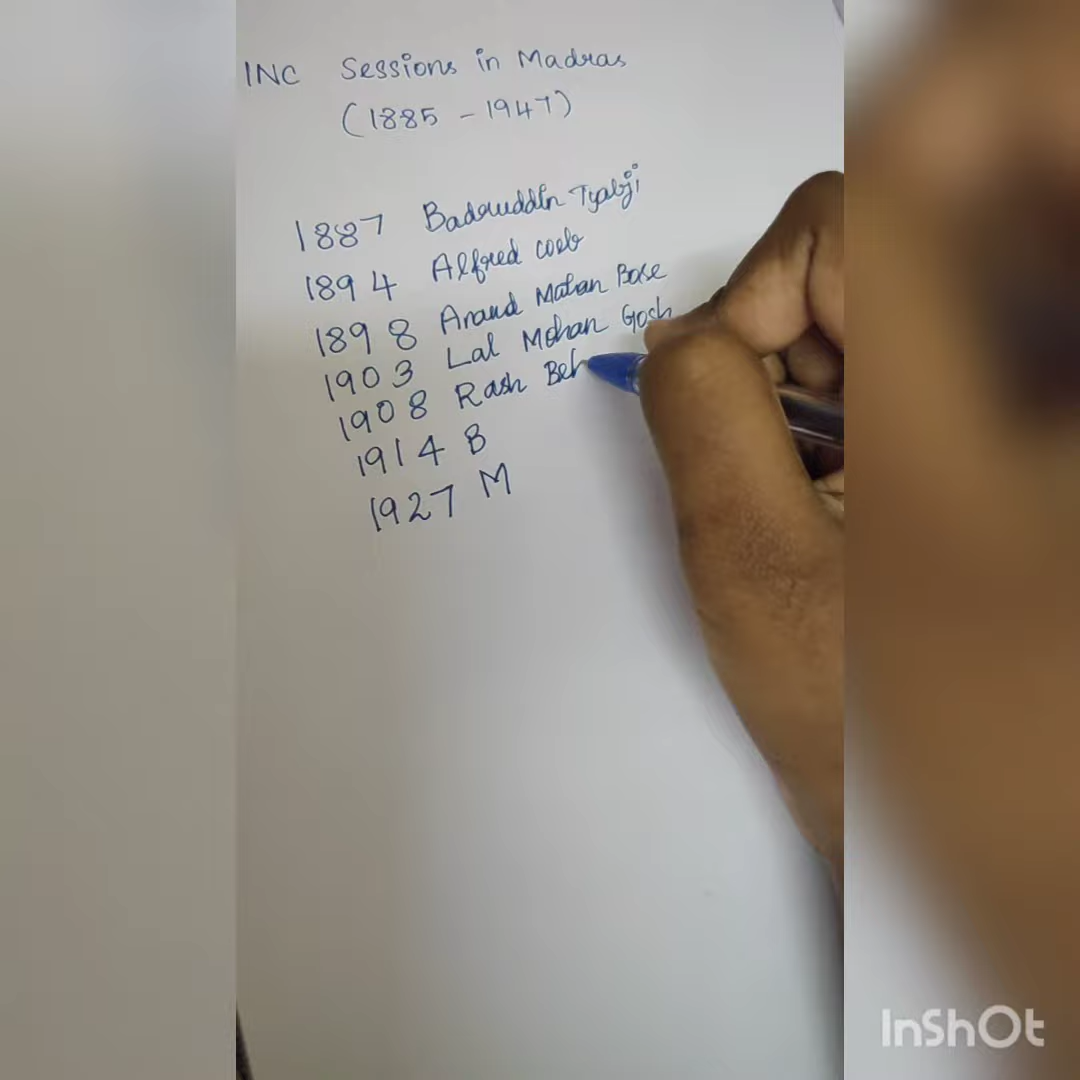 INC Sessions in Madras
(1885 - 1947)
1887 Badruddin Tyabji
1894 Alfred coeb
1898 Anand Mohan Bose
1903 Lal Mohan Gosh
1908 Rash Beh
1914 B
1927 M
InShOt